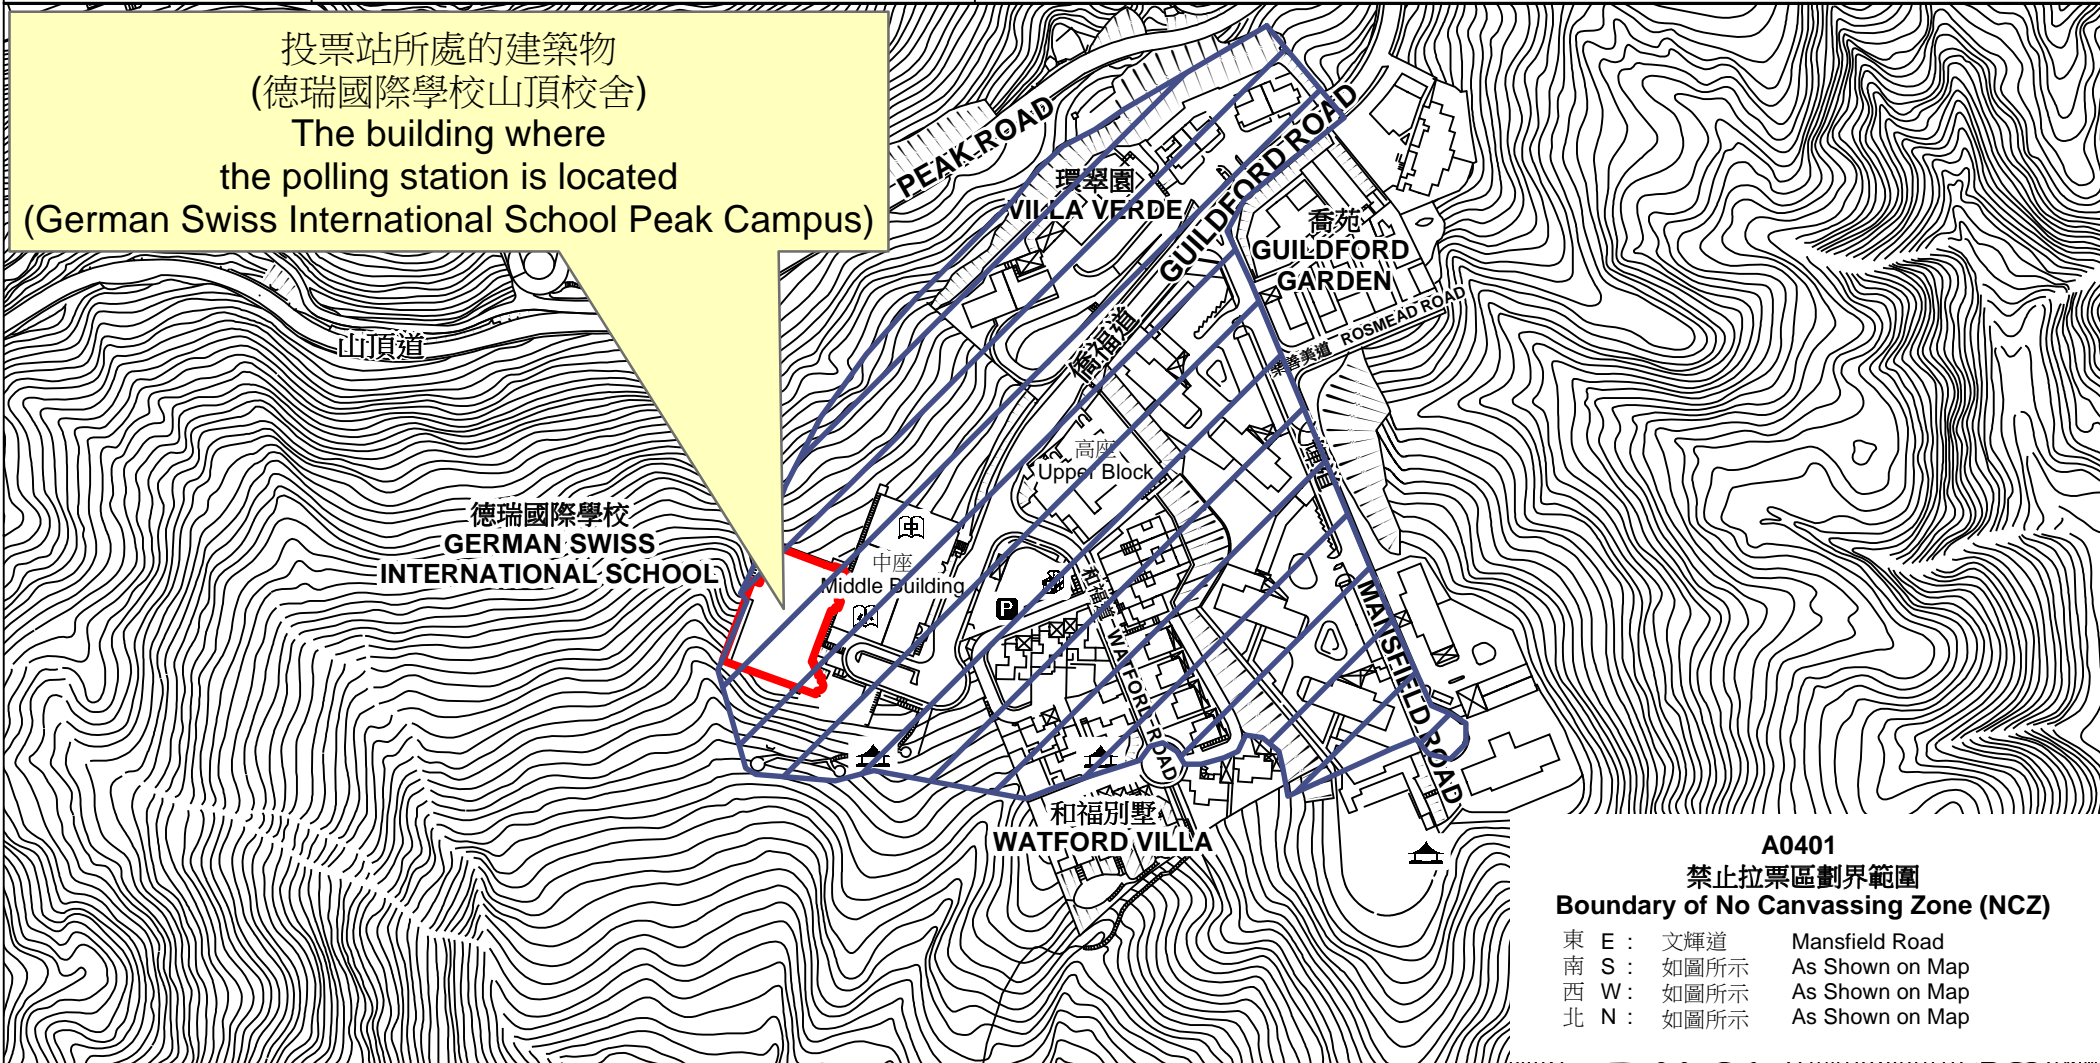 投票站所處的建築物
(德瑞國際學校山頂校舍)
The building where
the polling station is located
(German Swiss International School Peak Campus)
PEAK ROAD
環翠園
VILLA VERDE
GUILDFORD ROAD
僑福道
喬苑
GUILDFORD
GARDEN
ROSMEAD ROAD
山頂道
高座
Upper Block
德瑞國際學校
GERMAN SWISS
INTERNATIONAL SCHOOL
中
中座
Middle Building
P
和福道 WATFORD ROAD
MANSFIELD ROAD
和福別墅
WATFORD VILLA
A0401
禁止拉票區劃界範圍
Boundary of No Canvassing Zone (NCZ)
東 E : 文輝道 Mansfield Road
南 S : 如圖所示 As Shown on Map
西 W : 如圖所示 As Shown on Map
北 N : 如圖所示 As Shown on Map